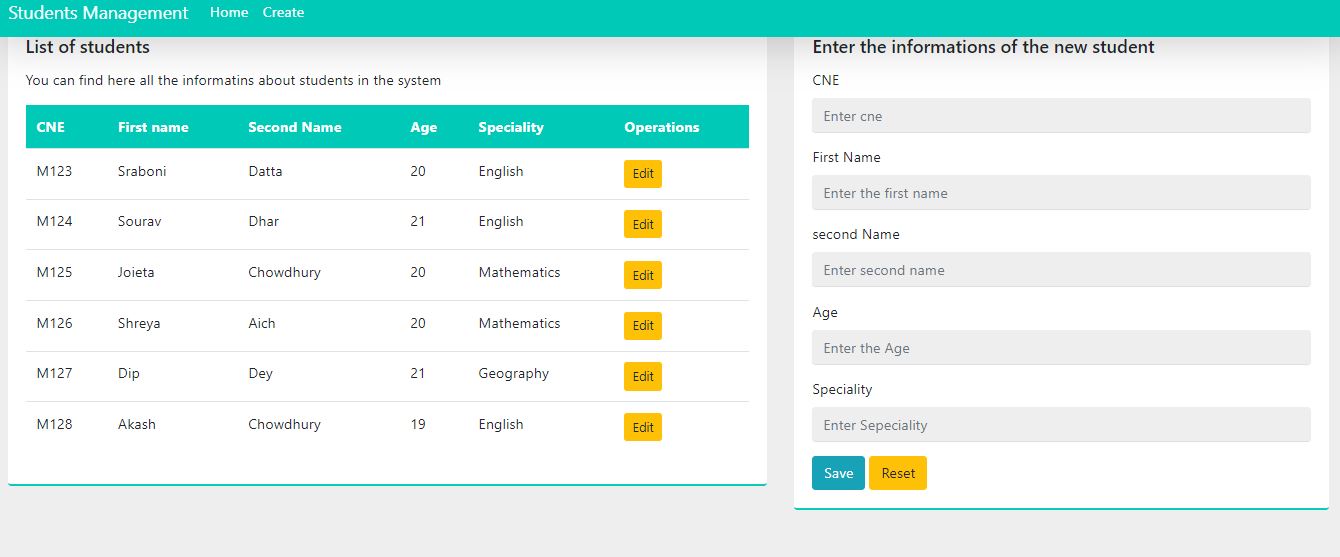 Students Management Home Create
List of students
You can find here all the informatins about students in the system
CNE First name Second Name Age Speciality Operations
M123 Sraboni Datta 20 English Edit
M124 Sourav Dhar 21 English Edit
M125 Joieta Chowdhury 20 Mathematics Edit
M126 Shreya Aich 20 Mathematics Edit
M127 Dip Dey 21 Geography Edit
M128 Akash Chowdhury 19 English Edit
Enter the informations of the new student
CNE
Enter cne
First Name
Enter the first name
second Name
Enter second name
Age
Enter the Age
Speciality
Enter Sepeciality
Save Reset